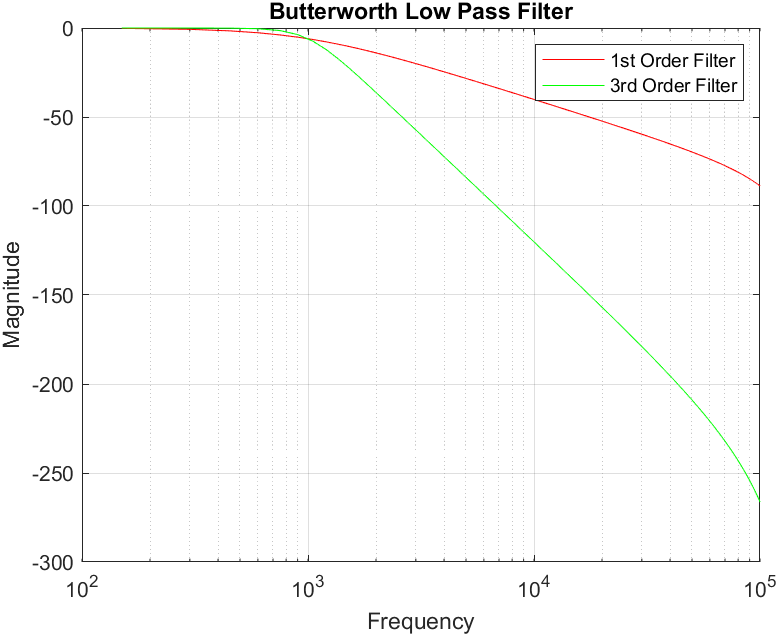 Butterworth Low Pass Filter
1st Order Filter
3rd Order Filter
Magnitude
0
-50
-100
-150
-200
-250
-300
10²
10³
10⁴
10⁵
Frequency